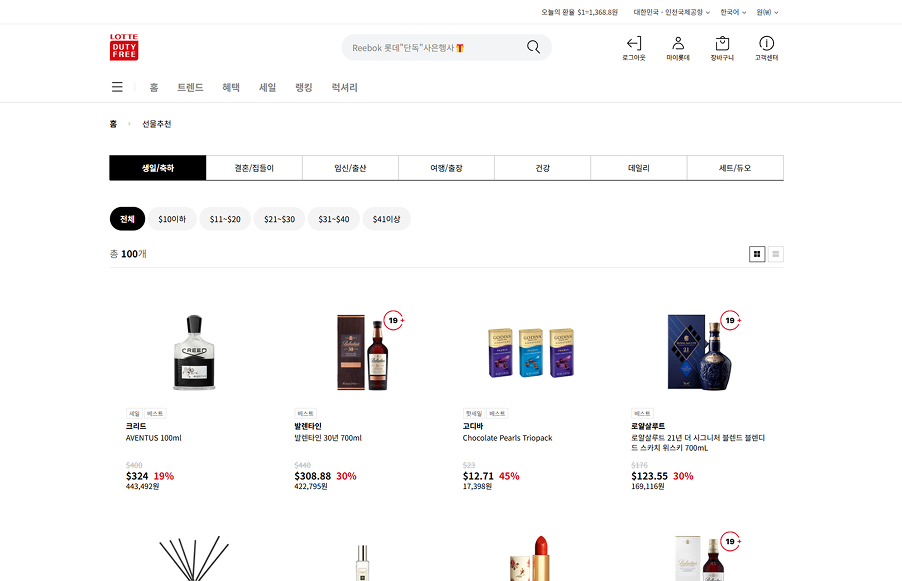 오늘의 환율 $1=1,368.8원 대한민국 - 인천국제공항 한국어 원(₩)
LOTTE
DUTY
FREE
Reebok 롯데"단독"사은행사
로그아웃 마이롯데 장바구니 고객센터
홈 트렌드 혜택 세일 랭킹 럭셔리
홈 선물추천
생일/축하 결혼/집들이 임신/출산 여행/출장 건강 데일리 세트/듀오
전체 $10이하 $11~$20 $21~$30 $31~$40 $41이상
총 100개
CREED
19+
GODIVA
19+
21
세일 베스트
크리드
AVENTUS 100ml
$400
$324 19%
443,492원
베스트
발렌타인
발렌타인 30년 700ml
$440
$308.88 30%
422,795원
핫세일 베스트
고디바
Chocolate Pearls Triopack
$23
$12.71 45%
17,398원
베스트
로얄살루트
로얄살루트 21년 더 시그니처 블렌드 블렌디
드 스카치 위스키 700mL
$176
$123.55 30%
169,116원
19+